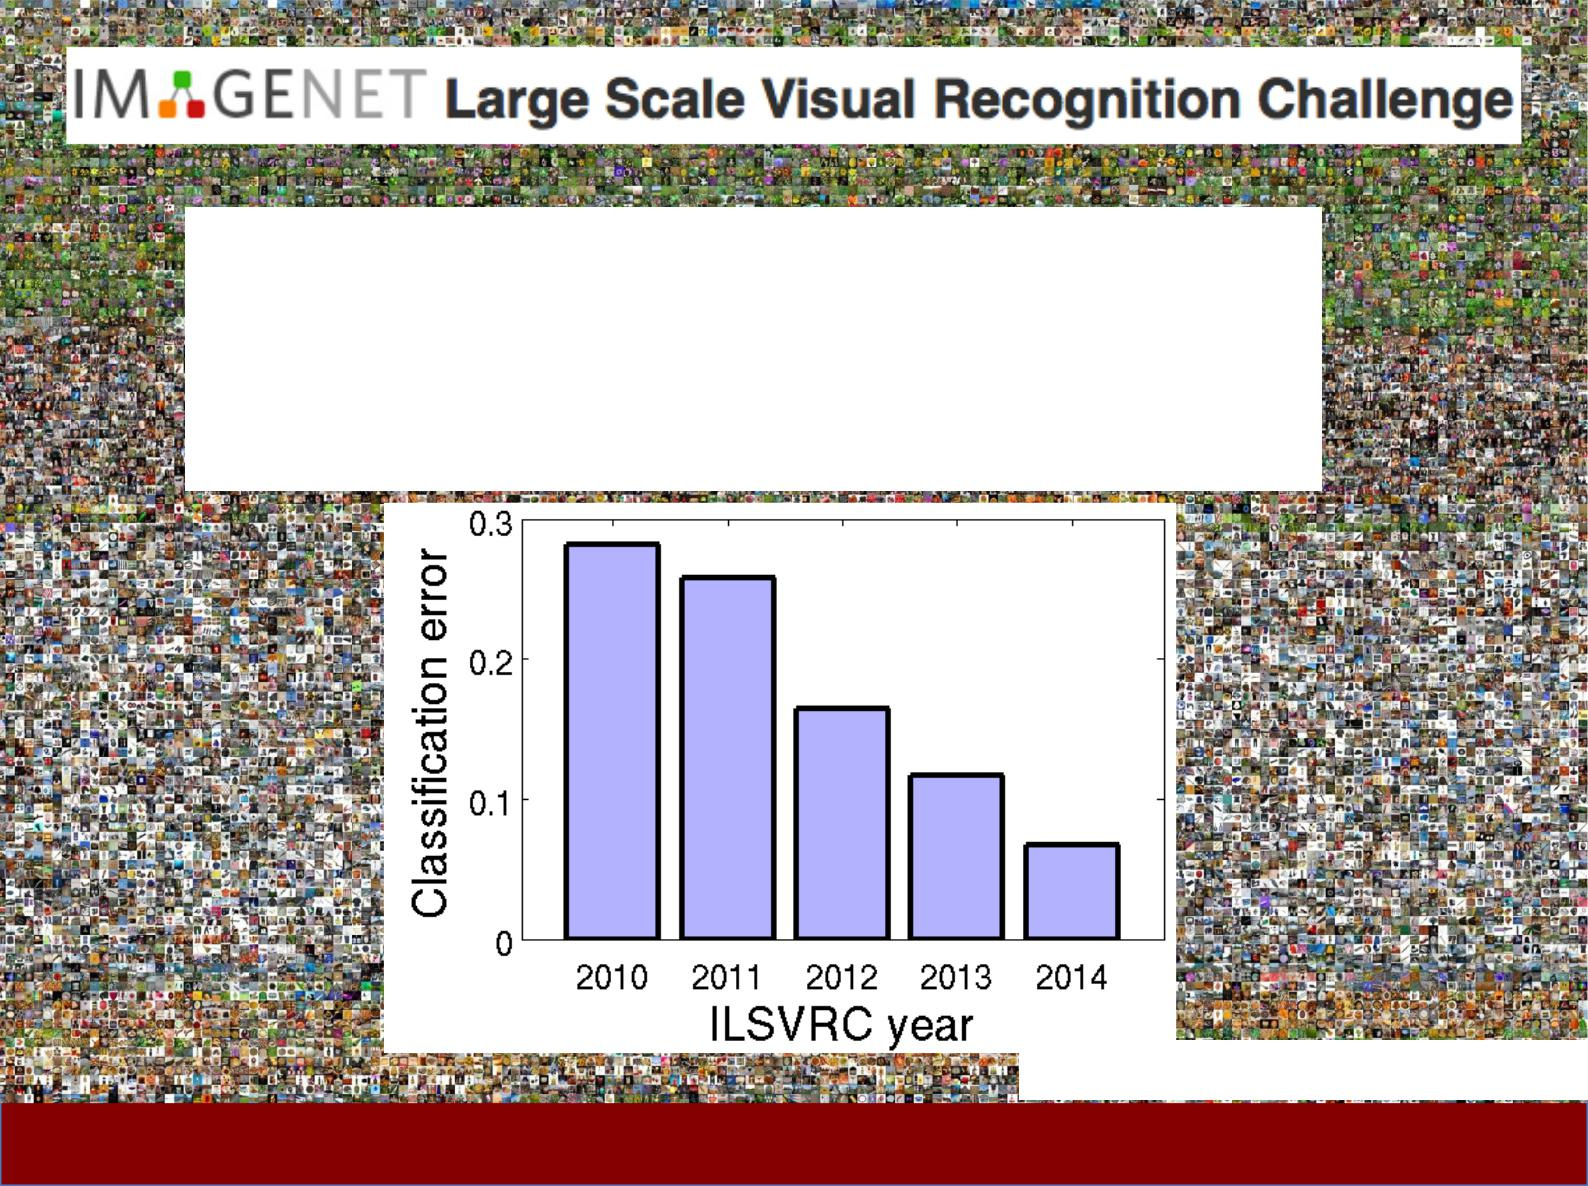 IMAGENET Large Scale Visual Recognition Challenge
0.3
0.2
0.1
0
Classification error
2010 2011 2012 2013 2014
ILSVRC year